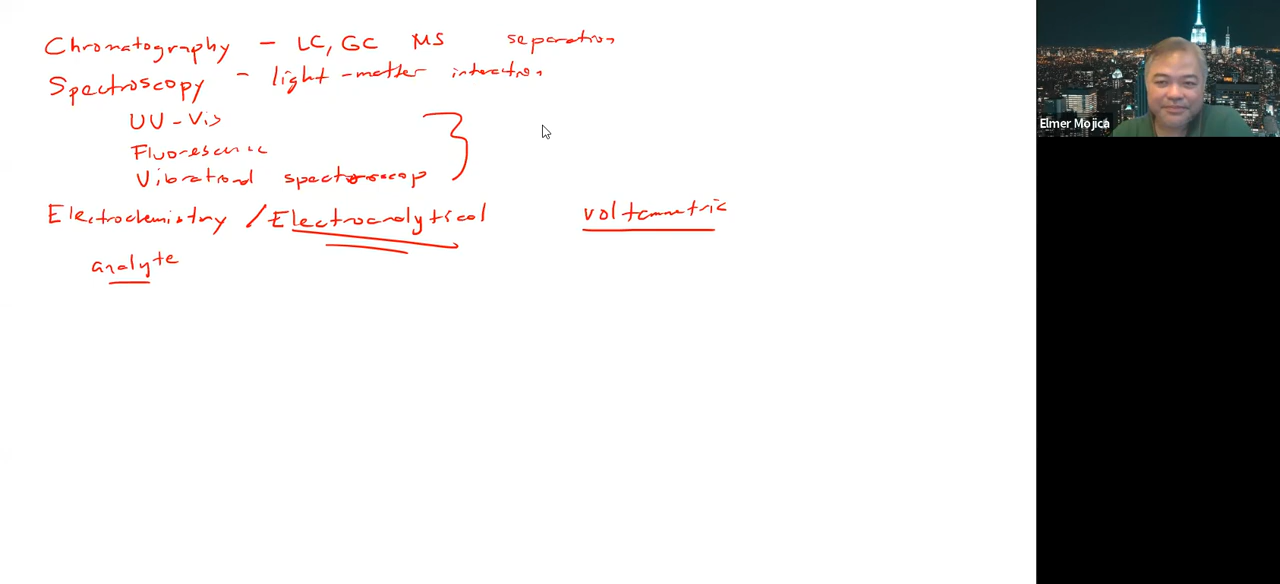 Chromatography - LC, GC MS separation
Spectroscopy - light-matter interaction
UV-Vis
Fluorescence
Vibrational spectroscop
Electrochemistry / Electroanalytical voltammetric
analyte
Elmer Mojica